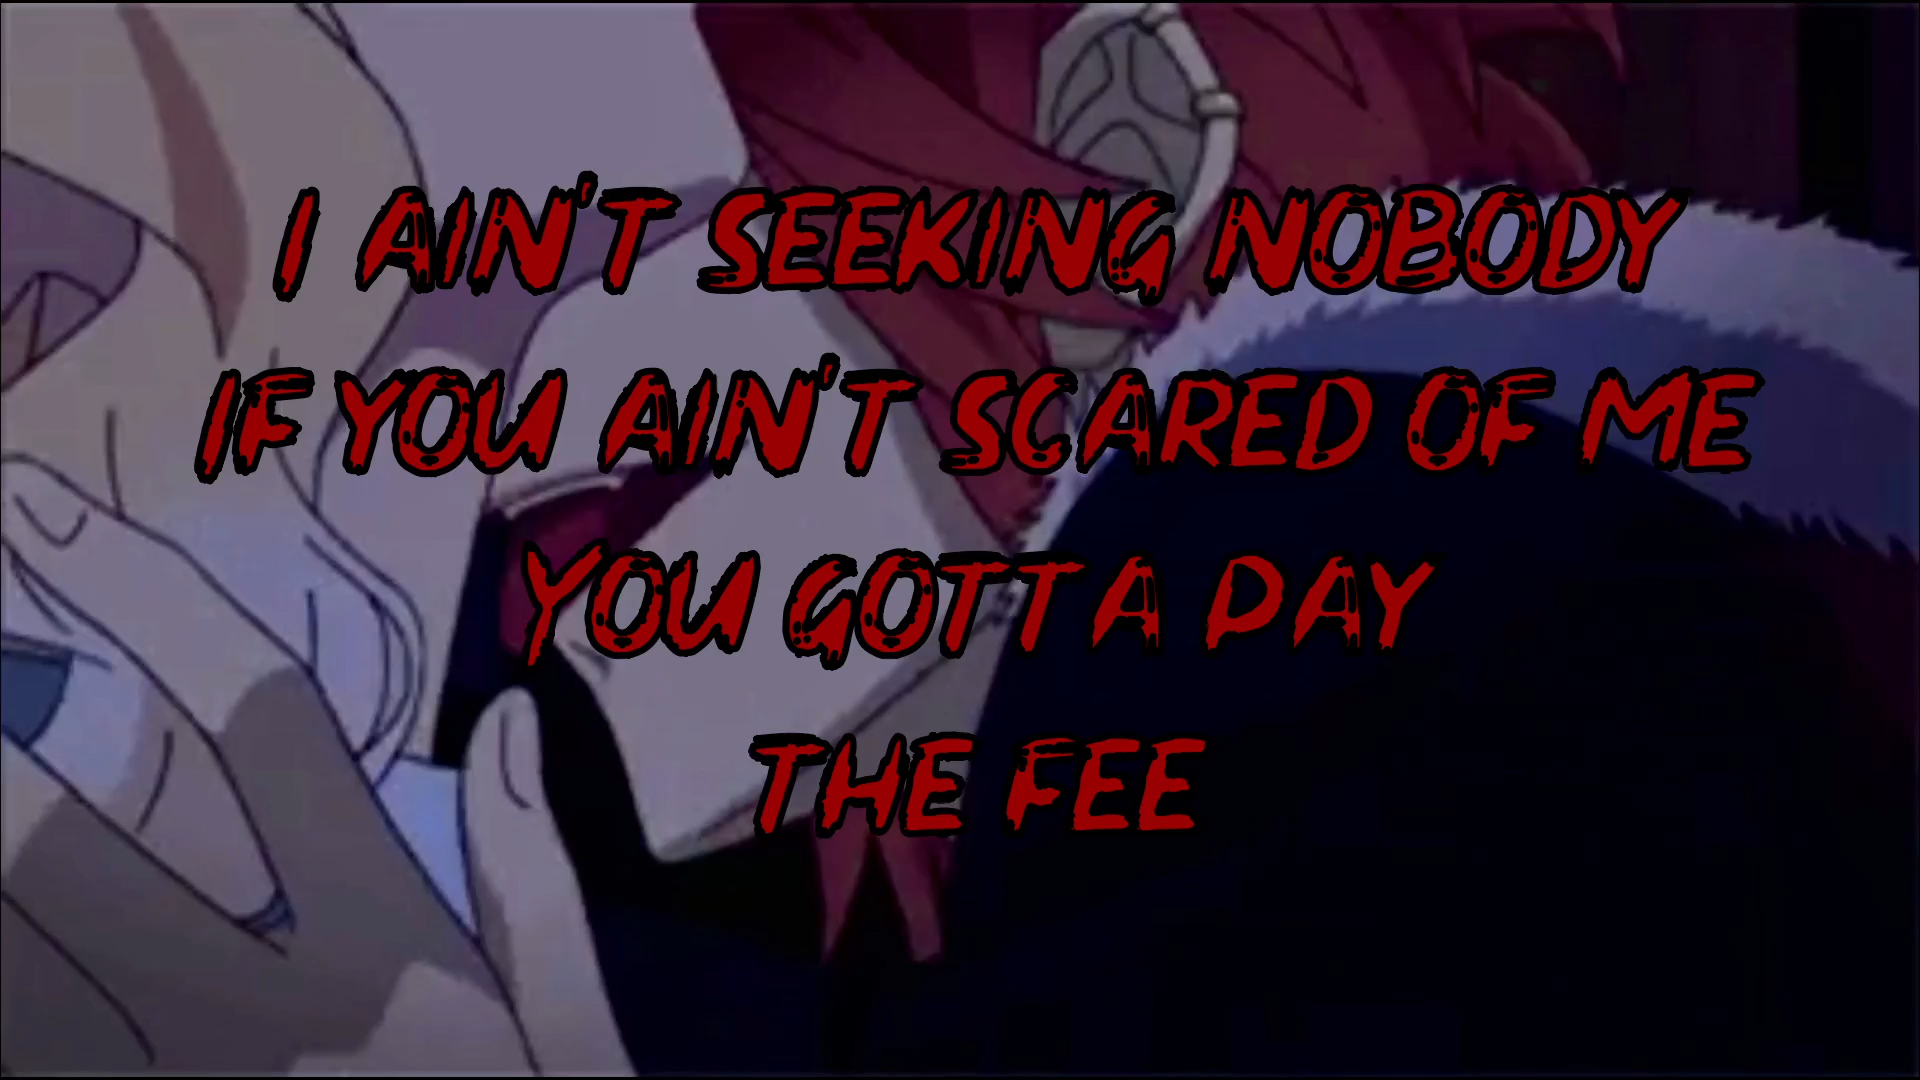 I AIN'T SEEKING NOBODY
IF YOU AIN'T SCARED OF ME
YOU GOTTA DAY
THE FEE